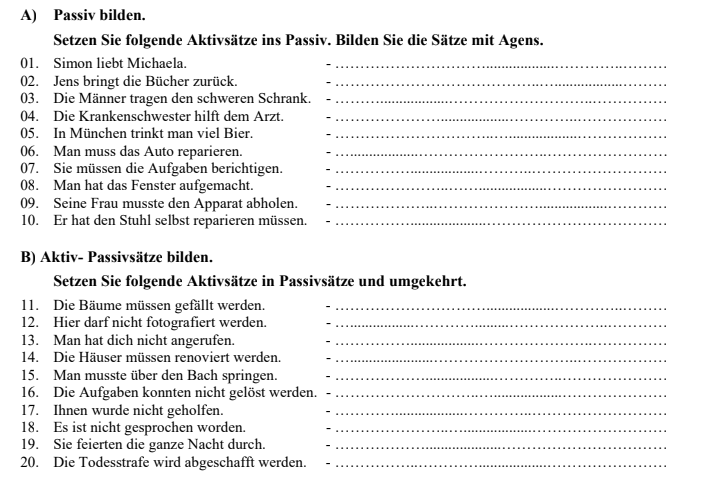 A) Passiv bilden.
Setzen Sie folgende Aktivsätze ins Passiv. Bilden Sie die Sätze mit Agens.
01. Simon liebt Michaela. - ……………………………………………………
02. Jens bringt die Bücher zurück. - ……………………………………………………
03. Die Männer tragen den schweren Schrank. - ……………………………………………………
04. Die Krankenschwester hilft dem Arzt. - ……………………………………………………
05. In München trinkt man viel Bier. - ……………………………………………………
06. Man muss das Auto reparieren. - ……………………………………………………
07. Sie müssen die Aufgaben berichtigen. - ……………………………………………………
08. Man hat das Fenster aufgemacht. - ……………………………………………………
09. Seine Frau musste den Apparat abholen. - ……………………………………………………
10. Er hat den Stuhl selbst reparieren müssen. - ……………………………………………………
B) Aktiv- Passivsätze bilden.
Setzen Sie folgende Aktivsätze in Passivsätze und umgekehrt.
11. Die Bäume müssen gefällt werden. - ……………………………………………………
12. Hier darf nicht fotografiert werden. - ……………………………………………………
13. Man hat dich nicht angerufen. - ……………………………………………………
14. Die Häuser müssen renoviert werden. - ……………………………………………………
15. Man musste über den Bach springen. - ……………………………………………………
16. Die Aufgaben konnten nicht gelöst werden. - ……………………………………………………
17. Ihnen wurde nicht geholfen. - ……………………………………………………
18. Es ist nicht gesprochen worden. - ……………………………………………………
19. Sie feierten die ganze Nacht durch. - ……………………………………………………
20. Die Todesstrafe wird abgeschafft werden. - ……………………………………………………